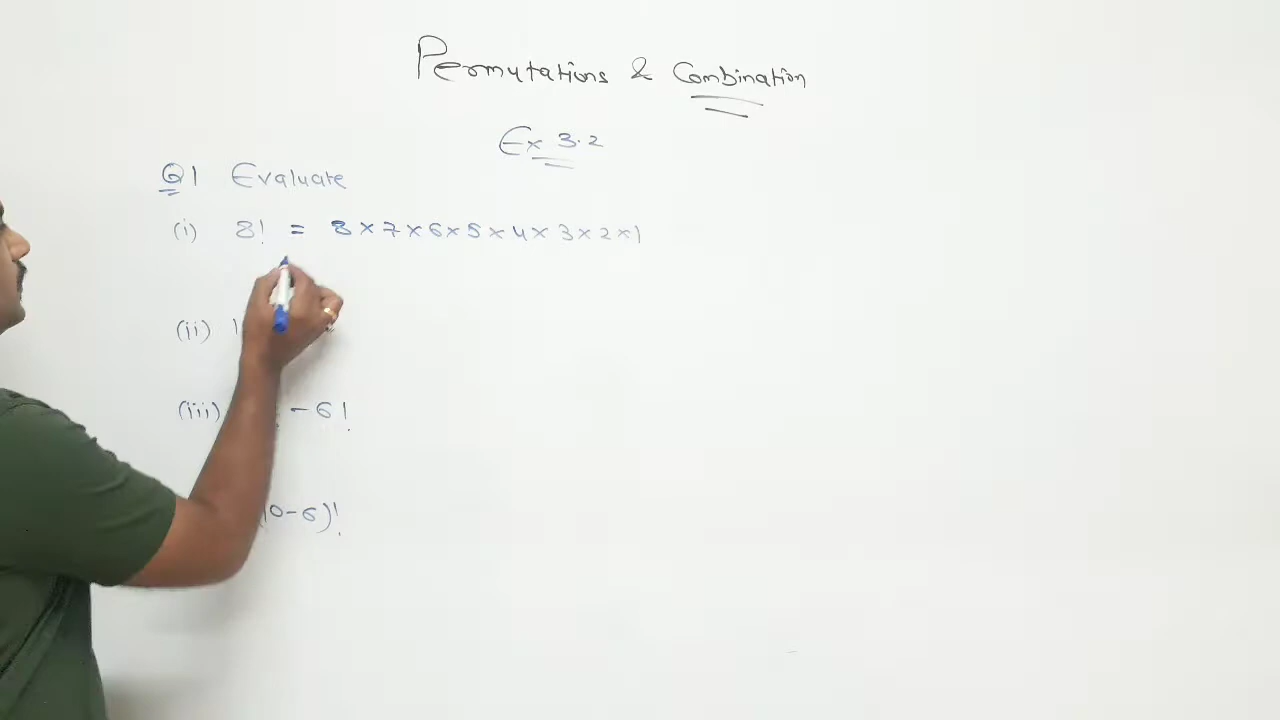 Permutations & Combination
Ex 3.2
Q1 Evaluate
(i) 8! = 8 × 7 × 6 × 5 × 4 × 3 × 2 × 1
(ii)
(iii) - 6!
0 - 6)!